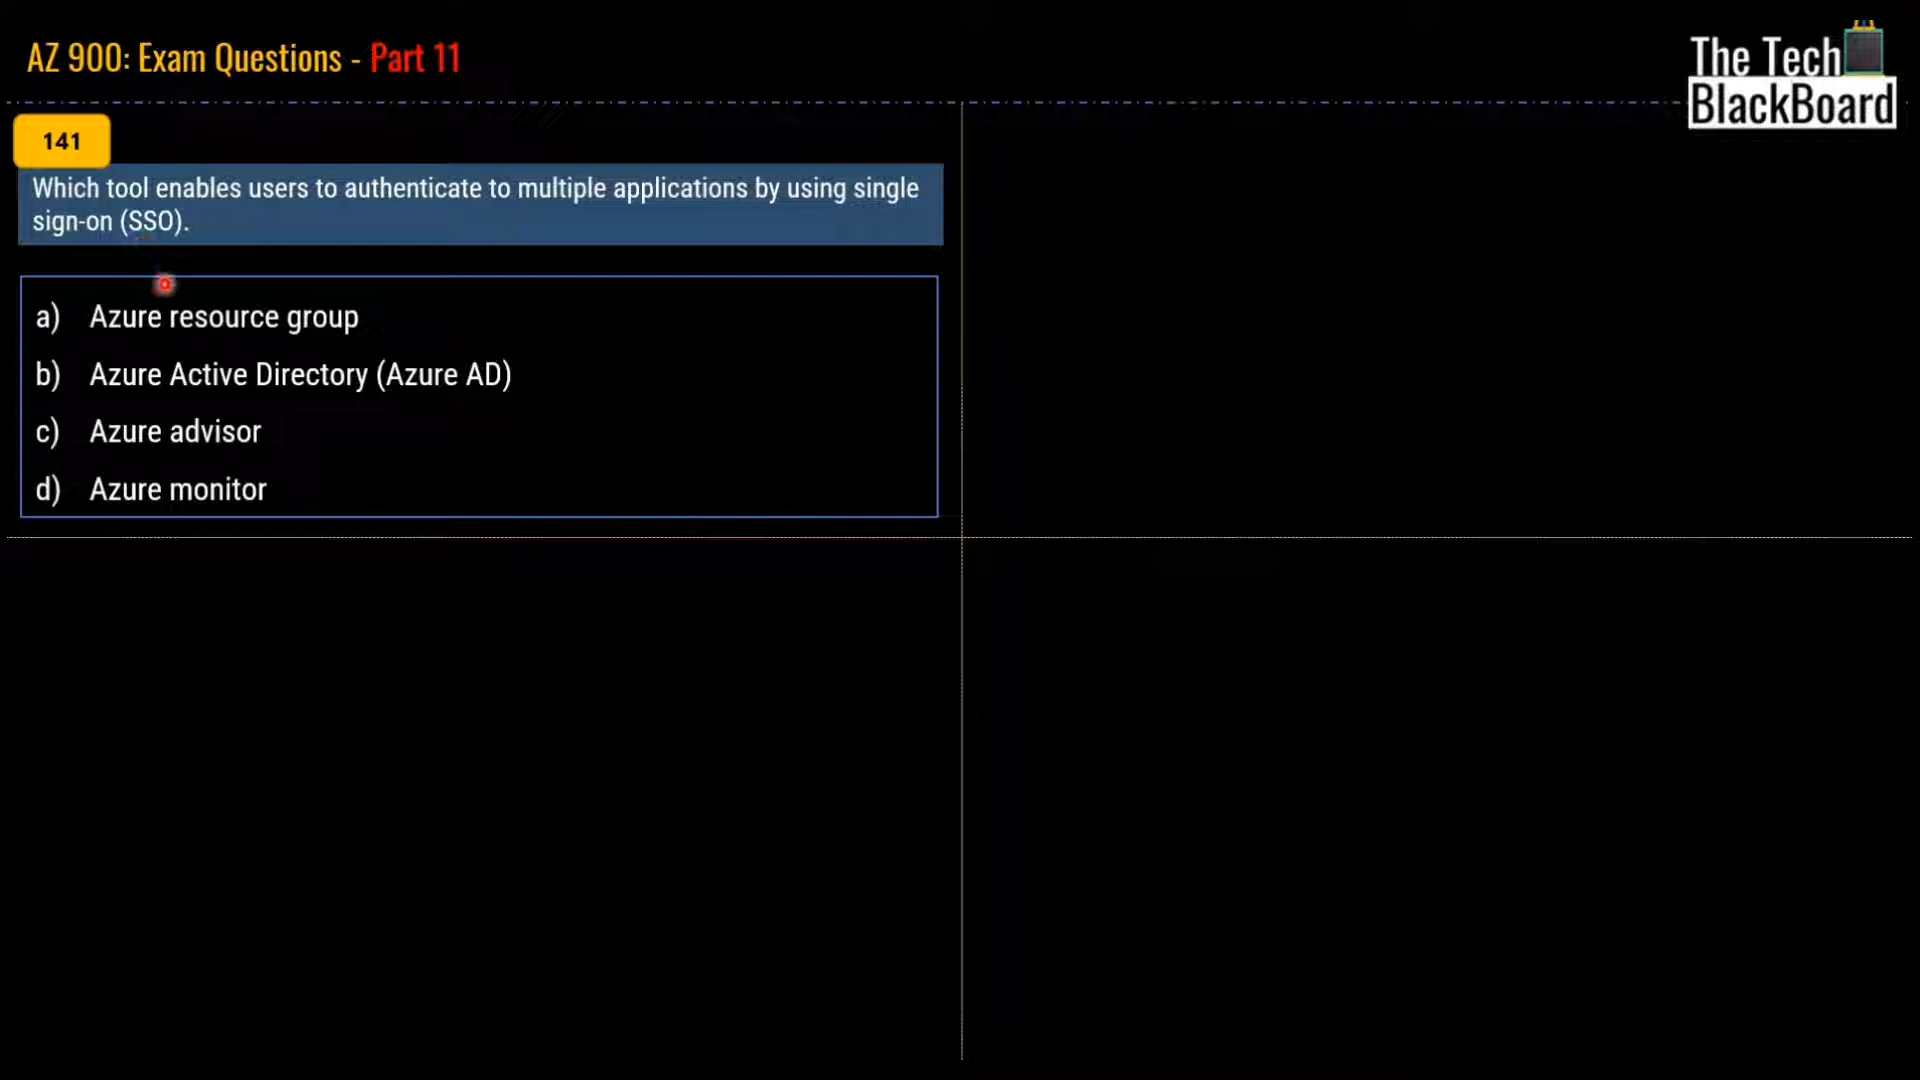 AZ 900: Exam Questions - Part 11
The Tech
BlackBoard
141
Which tool enables users to authenticate to multiple applications by using single
sign-on (SSO).
a) Azure resource group
b) Azure Active Directory (Azure AD)
c) Azure advisor
d) Azure monitor